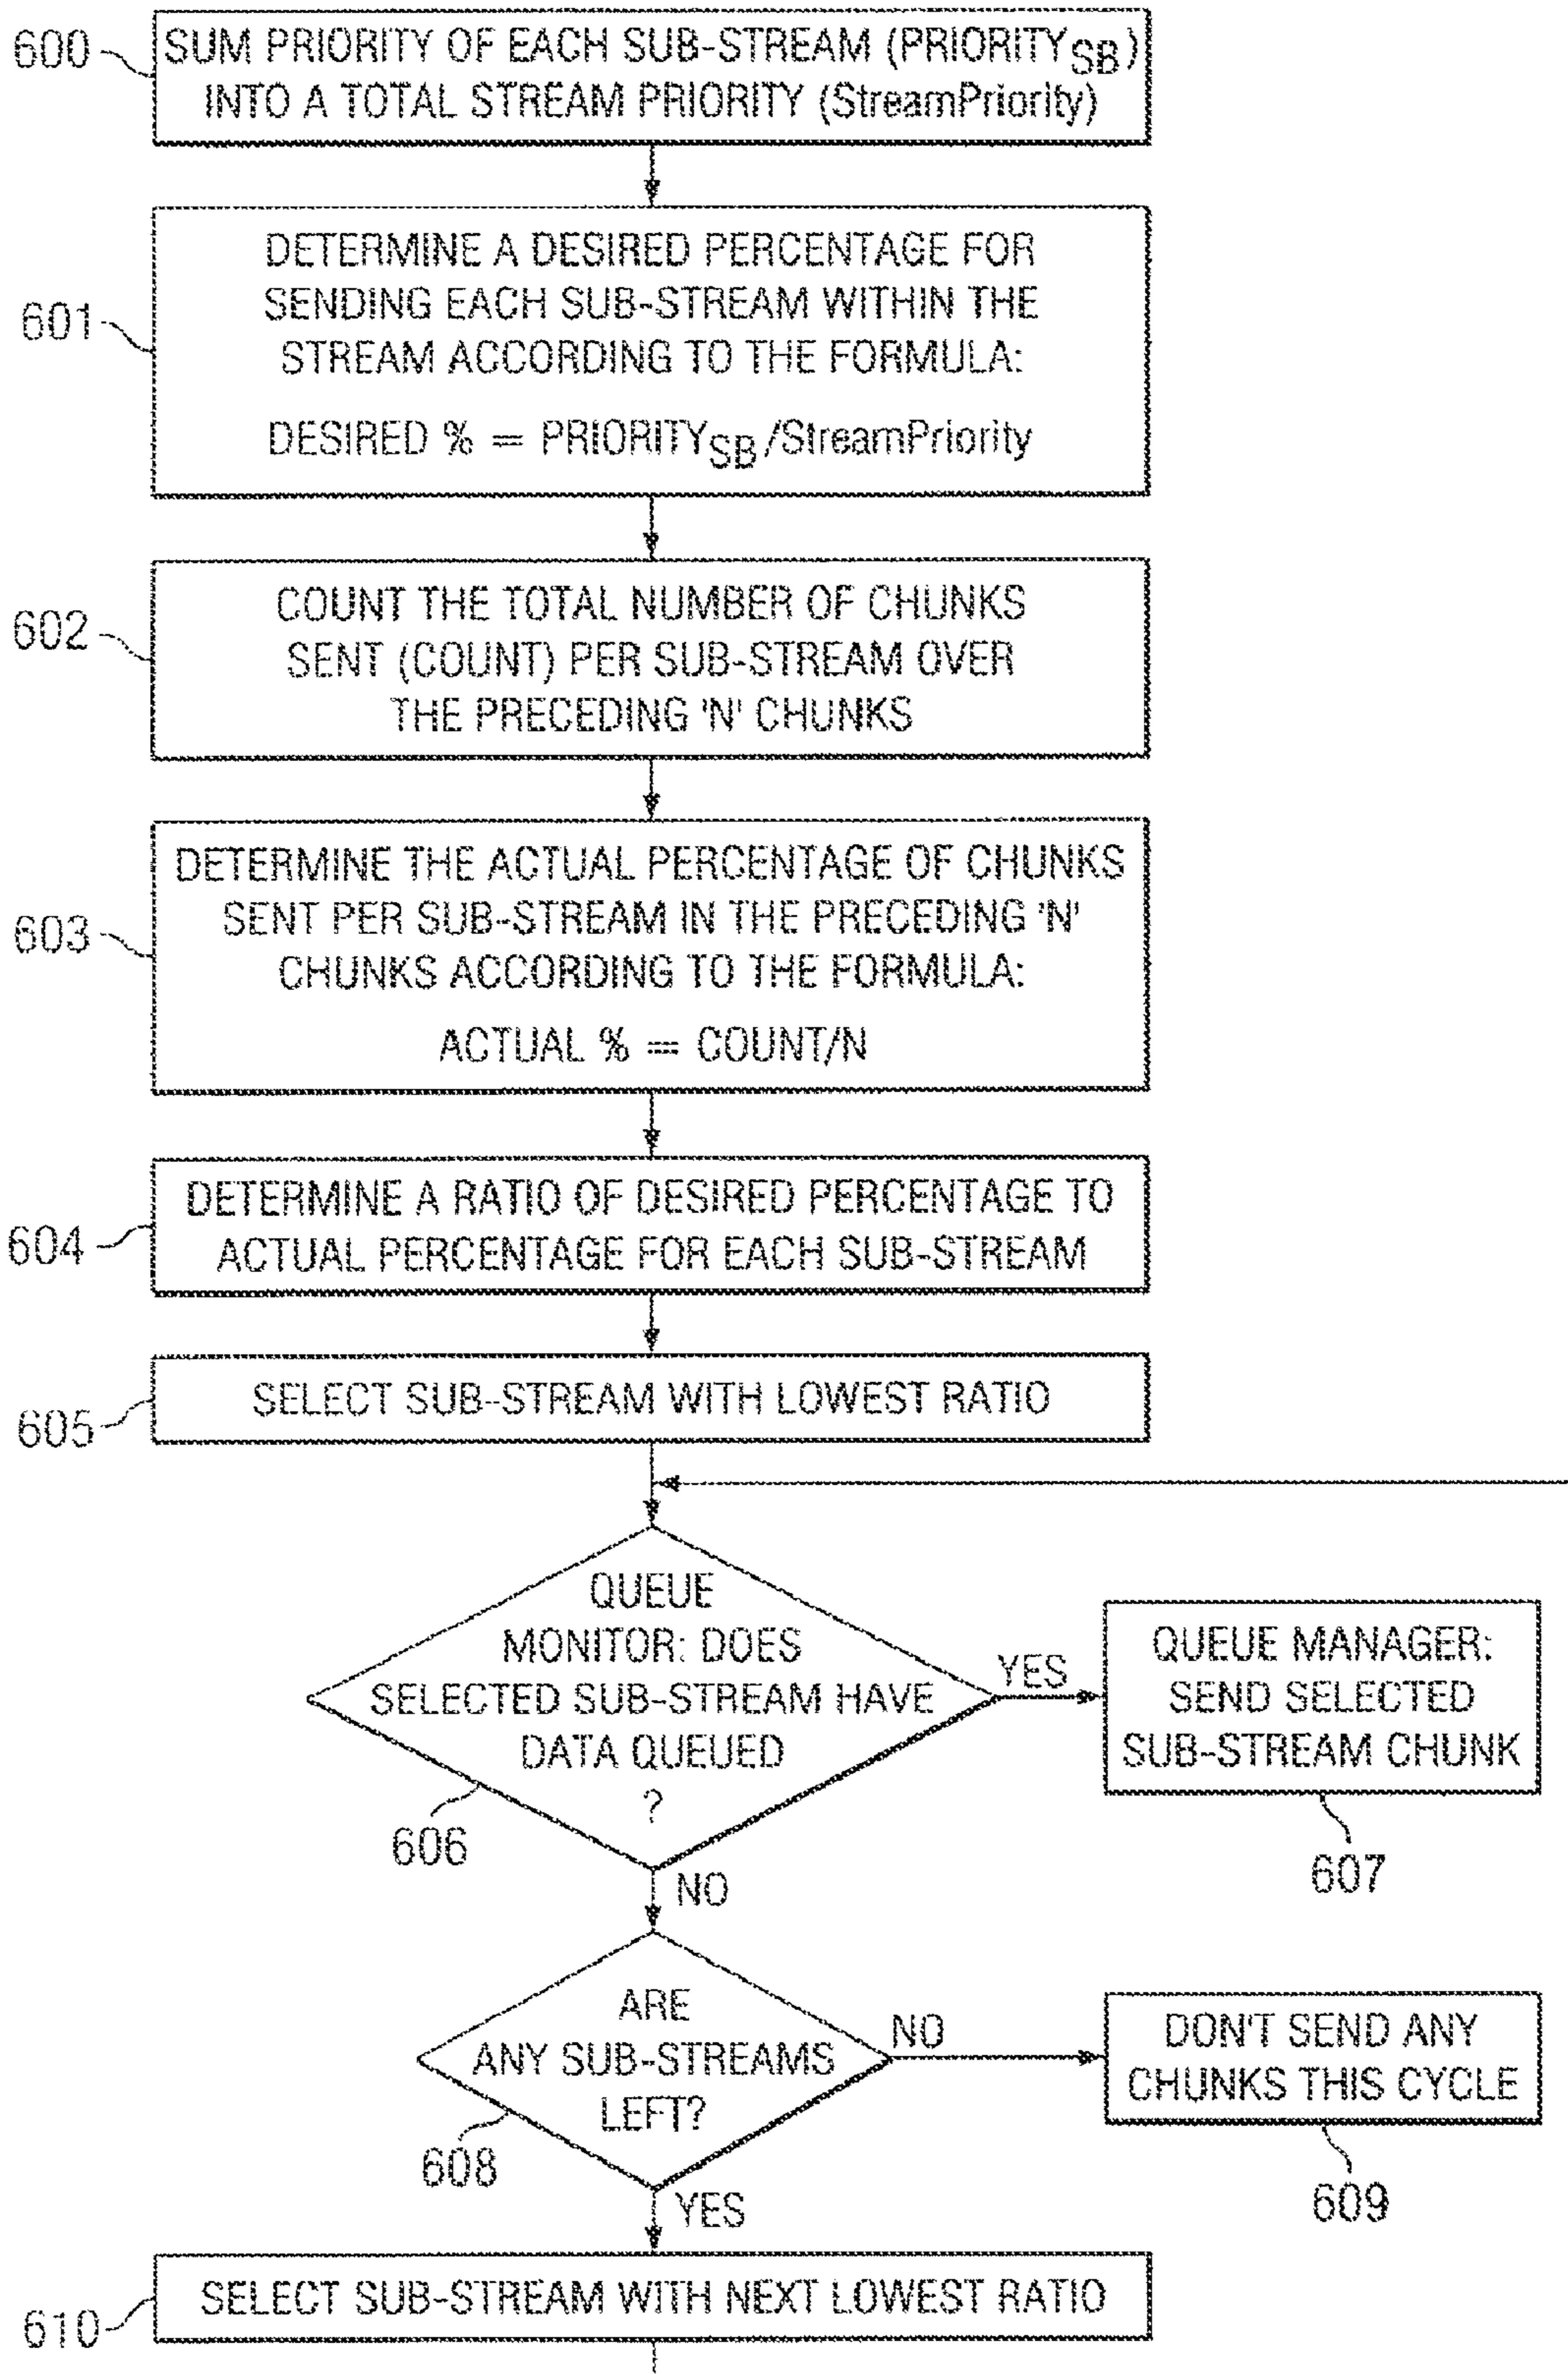 600
SUM PRIORITY OF EACH SUB-STREAM (PRIORITYSB)
INTO A TOTAL STREAM PRIORITY (StreamPriority)
601
DETERMINE A DESIRED PERCENTAGE FOR
SENDING EACH SUB-STREAM WITHIN THE
STREAM ACCORDING TO THE FORMULA:
DESIRED % = PRIORITYSB/StreamPriority
602
COUNT THE TOTAL NUMBER OF CHUNKS
SENT (COUNT) PER SUB-STREAM OVER
THE PRECEDING 'N' CHUNKS
603
DETERMINE THE ACTUAL PERCENTAGE OF CHUNKS
SENT PER SUB-STREAM IN THE PRECEDING 'N'
CHUNKS ACCORDING TO THE FORMULA:
ACTUAL % = COUNT/N
604
DETERMINE A RATIO OF DESIRED PERCENTAGE TO
ACTUAL PERCENTAGE FOR EACH SUB-STREAM
605
SELECT SUB-STREAM WITH LOWEST RATIO
QUEUE
MONITOR: DOES
SELECTED SUB-STREAM HAVE
DATA QUEUED
?
606
YES
QUEUE MANAGER:
SEND SELECTED
SUB-STREAM CHUNK
607
NO
ARE
ANY SUB-STREAMS
LEFT?
608
NO
DON'T SEND ANY
CHUNKS THIS CYCLE
609
YES
610
SELECT SUB-STREAM WITH NEXT LOWEST RATIO